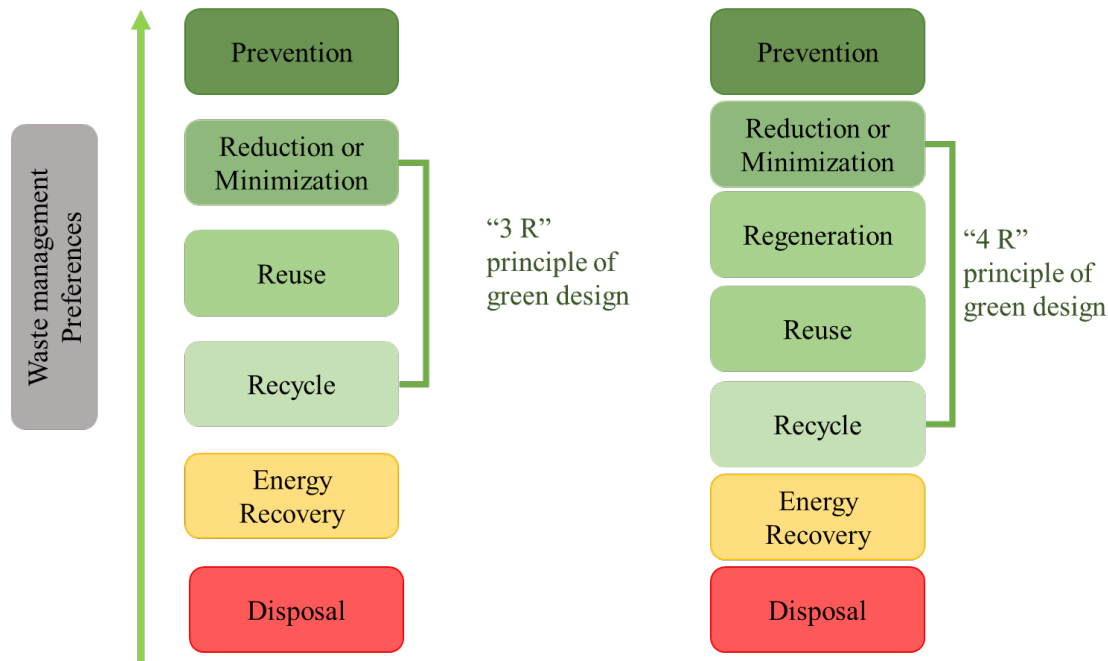 Waste management
Preferences
Prevention
Reduction or
Minimization
Reuse
Recycle
Energy
Recovery
Disposal
“3 R”
principle of
green design
Prevention
Reduction or
Minimization
Regeneration
Reuse
Recycle
Energy
Recovery
Disposal
“4 R”
principle of
green design